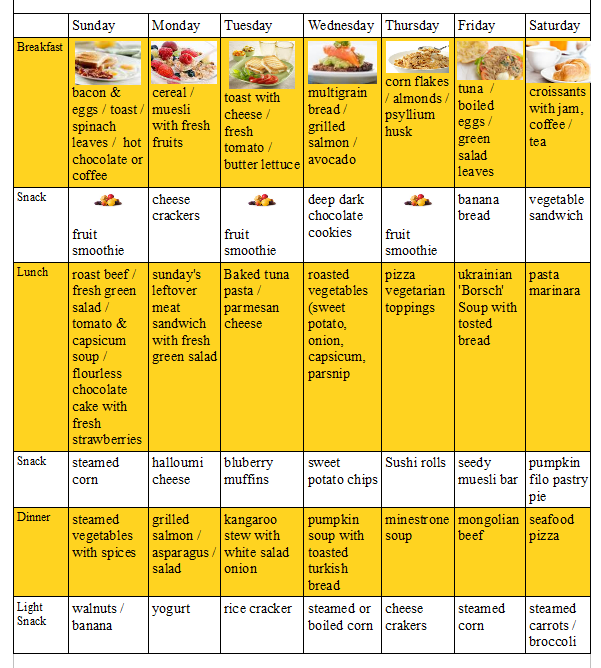 Sunday Monday Tuesday Wednesday Thursday Friday Saturday
Breakfast
bacon &
eggs / toast /
spinach
leaves / hot
chocolate or
coffee
cereal /
muesli
with fresh
fruits
toast with
cheese /
fresh
tomato /
butter lettuce
multigrain
bread /
grilled
salmon /
avocado
corn flakes
/ almonds /
psyllium
husk
tuna /
boiled
eggs /
green
salad
leaves
croissants
with jam,
coffee /
tea
Snack
fruit
smoothie
cheese
crackers
fruit
smoothie
deep dark
chocolate
cookies
fruit
smoothie
banana
bread
vegetable
sandwich
Lunch
roast beef /
fresh green
salad /
tomato &
capsicum
soup /
flourless
chocolate
cake with
fresh
strawberries
sunday's
leftover
meat
sandwich
with fresh
green salad
Baked tuna
pasta /
parmesan
cheese
roasted
vegetables
(sweet
potato,
onion,
capsicum,
parsnip
pizza
vegetarian
toppings
ukrainian
'Borsch'
Soup with
tosted
bread
pasta
marinara
Snack
steamed
corn
halloumi
cheese
bluberry
muffins
sweet
potato chips
Sushi rolls
seedy
muesli bar
pumpkin
filo pastry
pie
Dinner
steamed
vegetables
with spices
grilled
salmon /
asparagus /
salad
kangaroo
stew with
white salad
onion
pumpkin
soup with
toasted
turkish
bread
minestrone
soup
mongolian
beef
seafood
pizza
Light
Snack
walnuts /
banana
yogurt
rice cracker
steamed or
boiled corn
cheese
crakers
steamed
corn
steamed
carrots /
broccoli